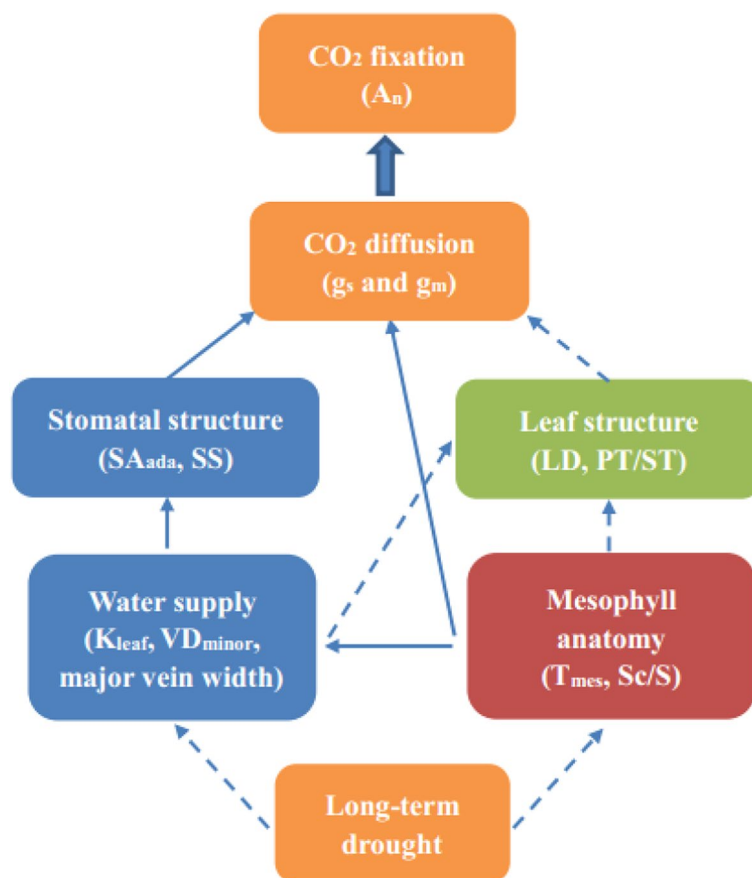 CO₂ fixation
(Aₙ)
CO₂ diffusion
(gₛ and gₘ)
Stomatal structure
(SAada, SS)
Leaf structure
(LD, PT/ST)
Water supply
(Kleaf, VDminor,
major vein width)
Mesophyll
anatomy
(Tmes, Sc/S)
Long-term
drought